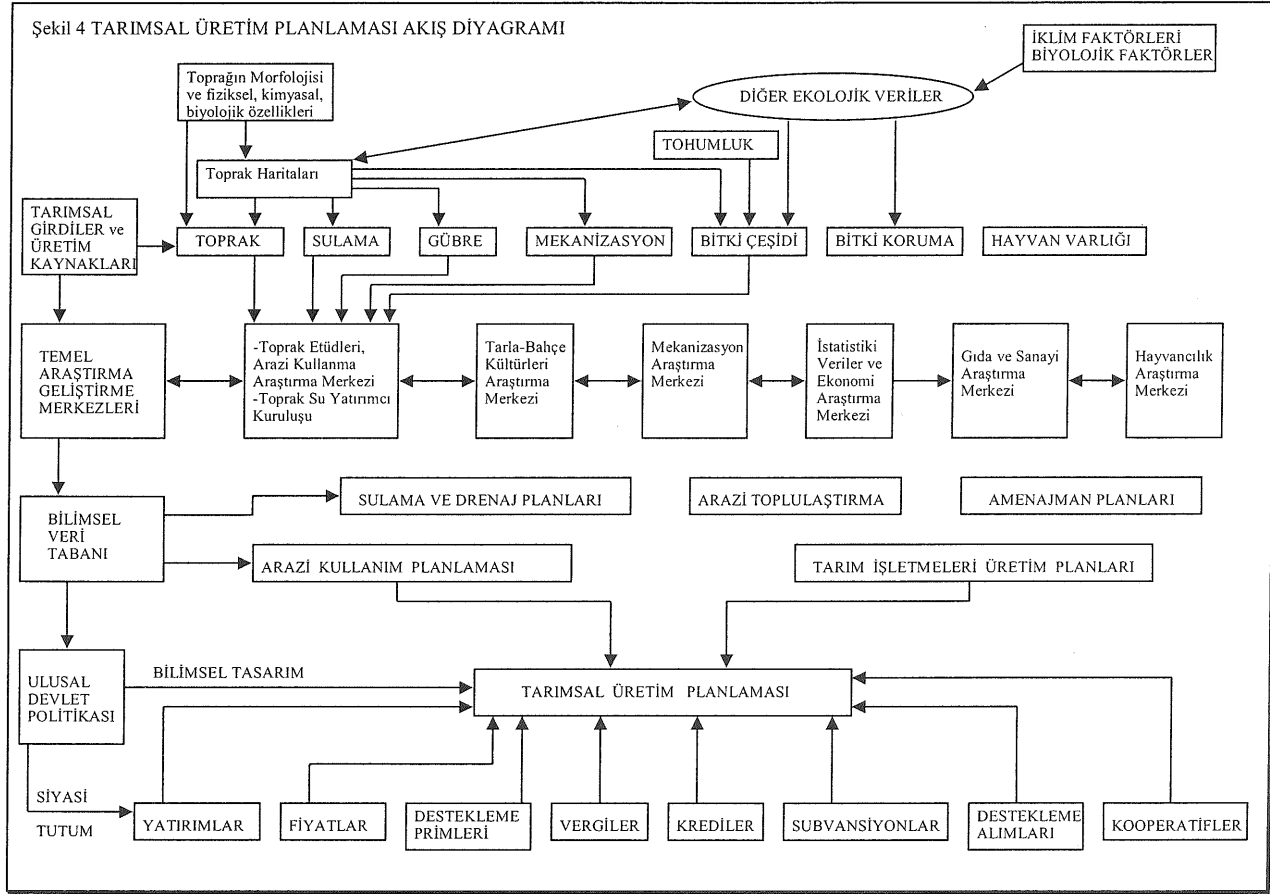 Şekil 4 TARIMSAL ÜRETİM PLANLAMASI AKIŞ DİYAGRAMI
İKLİM FAKTÖRLERİ
BİYOLOJİK FAKTÖRLER
Toprağın Morfolojisi
ve fiziksel, kimyasal,
biyolojik özellikleri
DİĞER EKOLOJİK VERİLER
TOHUMLUK
Toprak Haritaları
TARIMSAL
GİRDİLER ve
ÜRETİM
KAYNAKLARI
TOPRAK
SULAMA
GÜBRE
MEKANİZASYON
BİTKİ ÇEŞİDİ
BİTKİ KORUMA
HAYVAN VARLIĞI
TEMEL
ARAŞTIRMA
GELİŞTİRME
MERKEZLERİ
-Toprak Etüdleri,
Arazi Kullanma
Araştırma Merkezi
-Toprak Su Yatırımcı
Kuruluşu
Tarla-Bahçe
Kültürleri
Araştırma
Merkezi
Mekanizasyon
Araştırma
Merkezi
İstatistiki
Veriler ve
Ekonomi
Araştırma
Merkezi
Gıda ve Sanayi
Araştırma
Merkezi
Hayvancılık
Araştırma
Merkezi
BİLİMSEL
VERİ
TABANI
SULAMA VE DRENAJ PLANLARI
ARAZİ TOPLULAŞTIRMA
AMENAJMAN PLANLARI
ARAZİ KULLANIM PLANLAMASI
TARIM İŞLETMELERİ ÜRETİM PLANLARI
ULUSAL
DEVLET
POLİTİKASI
BİLİMSEL TASARIM
TARIMSAL ÜRETİM PLANLAMASI
SİYASİ
TUTUM
YATIRIMLAR
FİYATLAR
DESTEKLEME
PRİMLERİ
VERGİLER
KREDİLER
SUBVANSİYONLAR
DESTEKLEME
ALIMLARI
KOOPERATİFLER